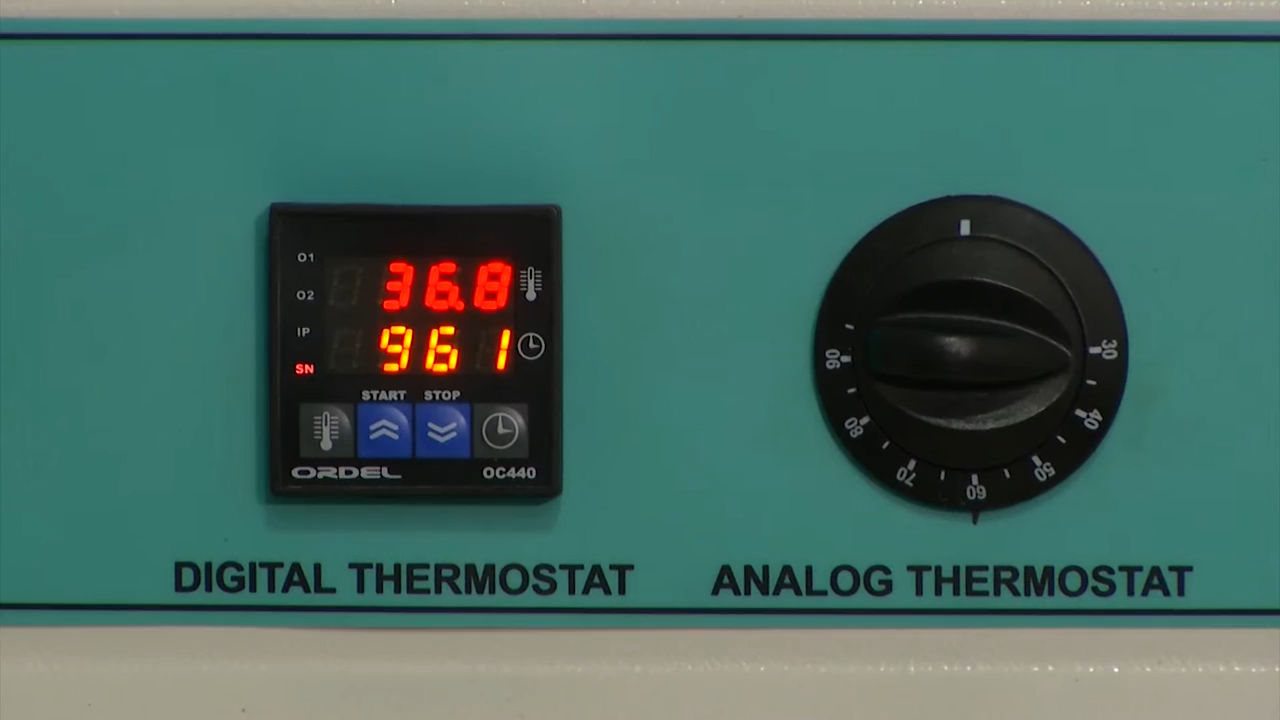 O1
36.8
O2
IP
961
SN
START STOP
ORDEL OC440
30
40
50
60
70
80
90
DIGITAL THERMOSTAT
ANALOG THERMOSTAT